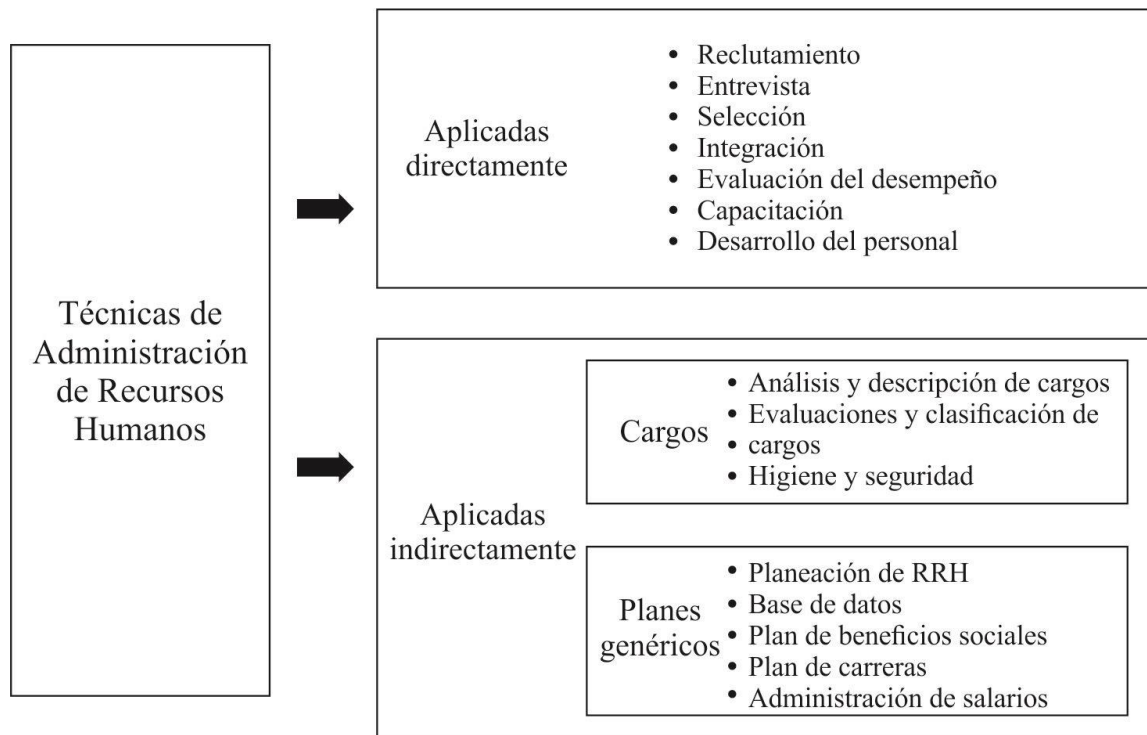 Técnicas de
Administración
de Recursos
Humanos
Aplicadas
directamente
• Reclutamiento
• Entrevista
• Selección
• Integración
• Evaluación del desempeño
• Capacitación
• Desarrollo del personal
Aplicadas
indirectamente
Cargos
• Análisis y descripción de cargos
• Evaluaciones y clasificación de
• cargos
• Higiene y seguridad
Planes
genéricos
• Planeación de RRH
• Base de datos
• Plan de beneficios sociales
• Plan de carreras
• Administración de salarios